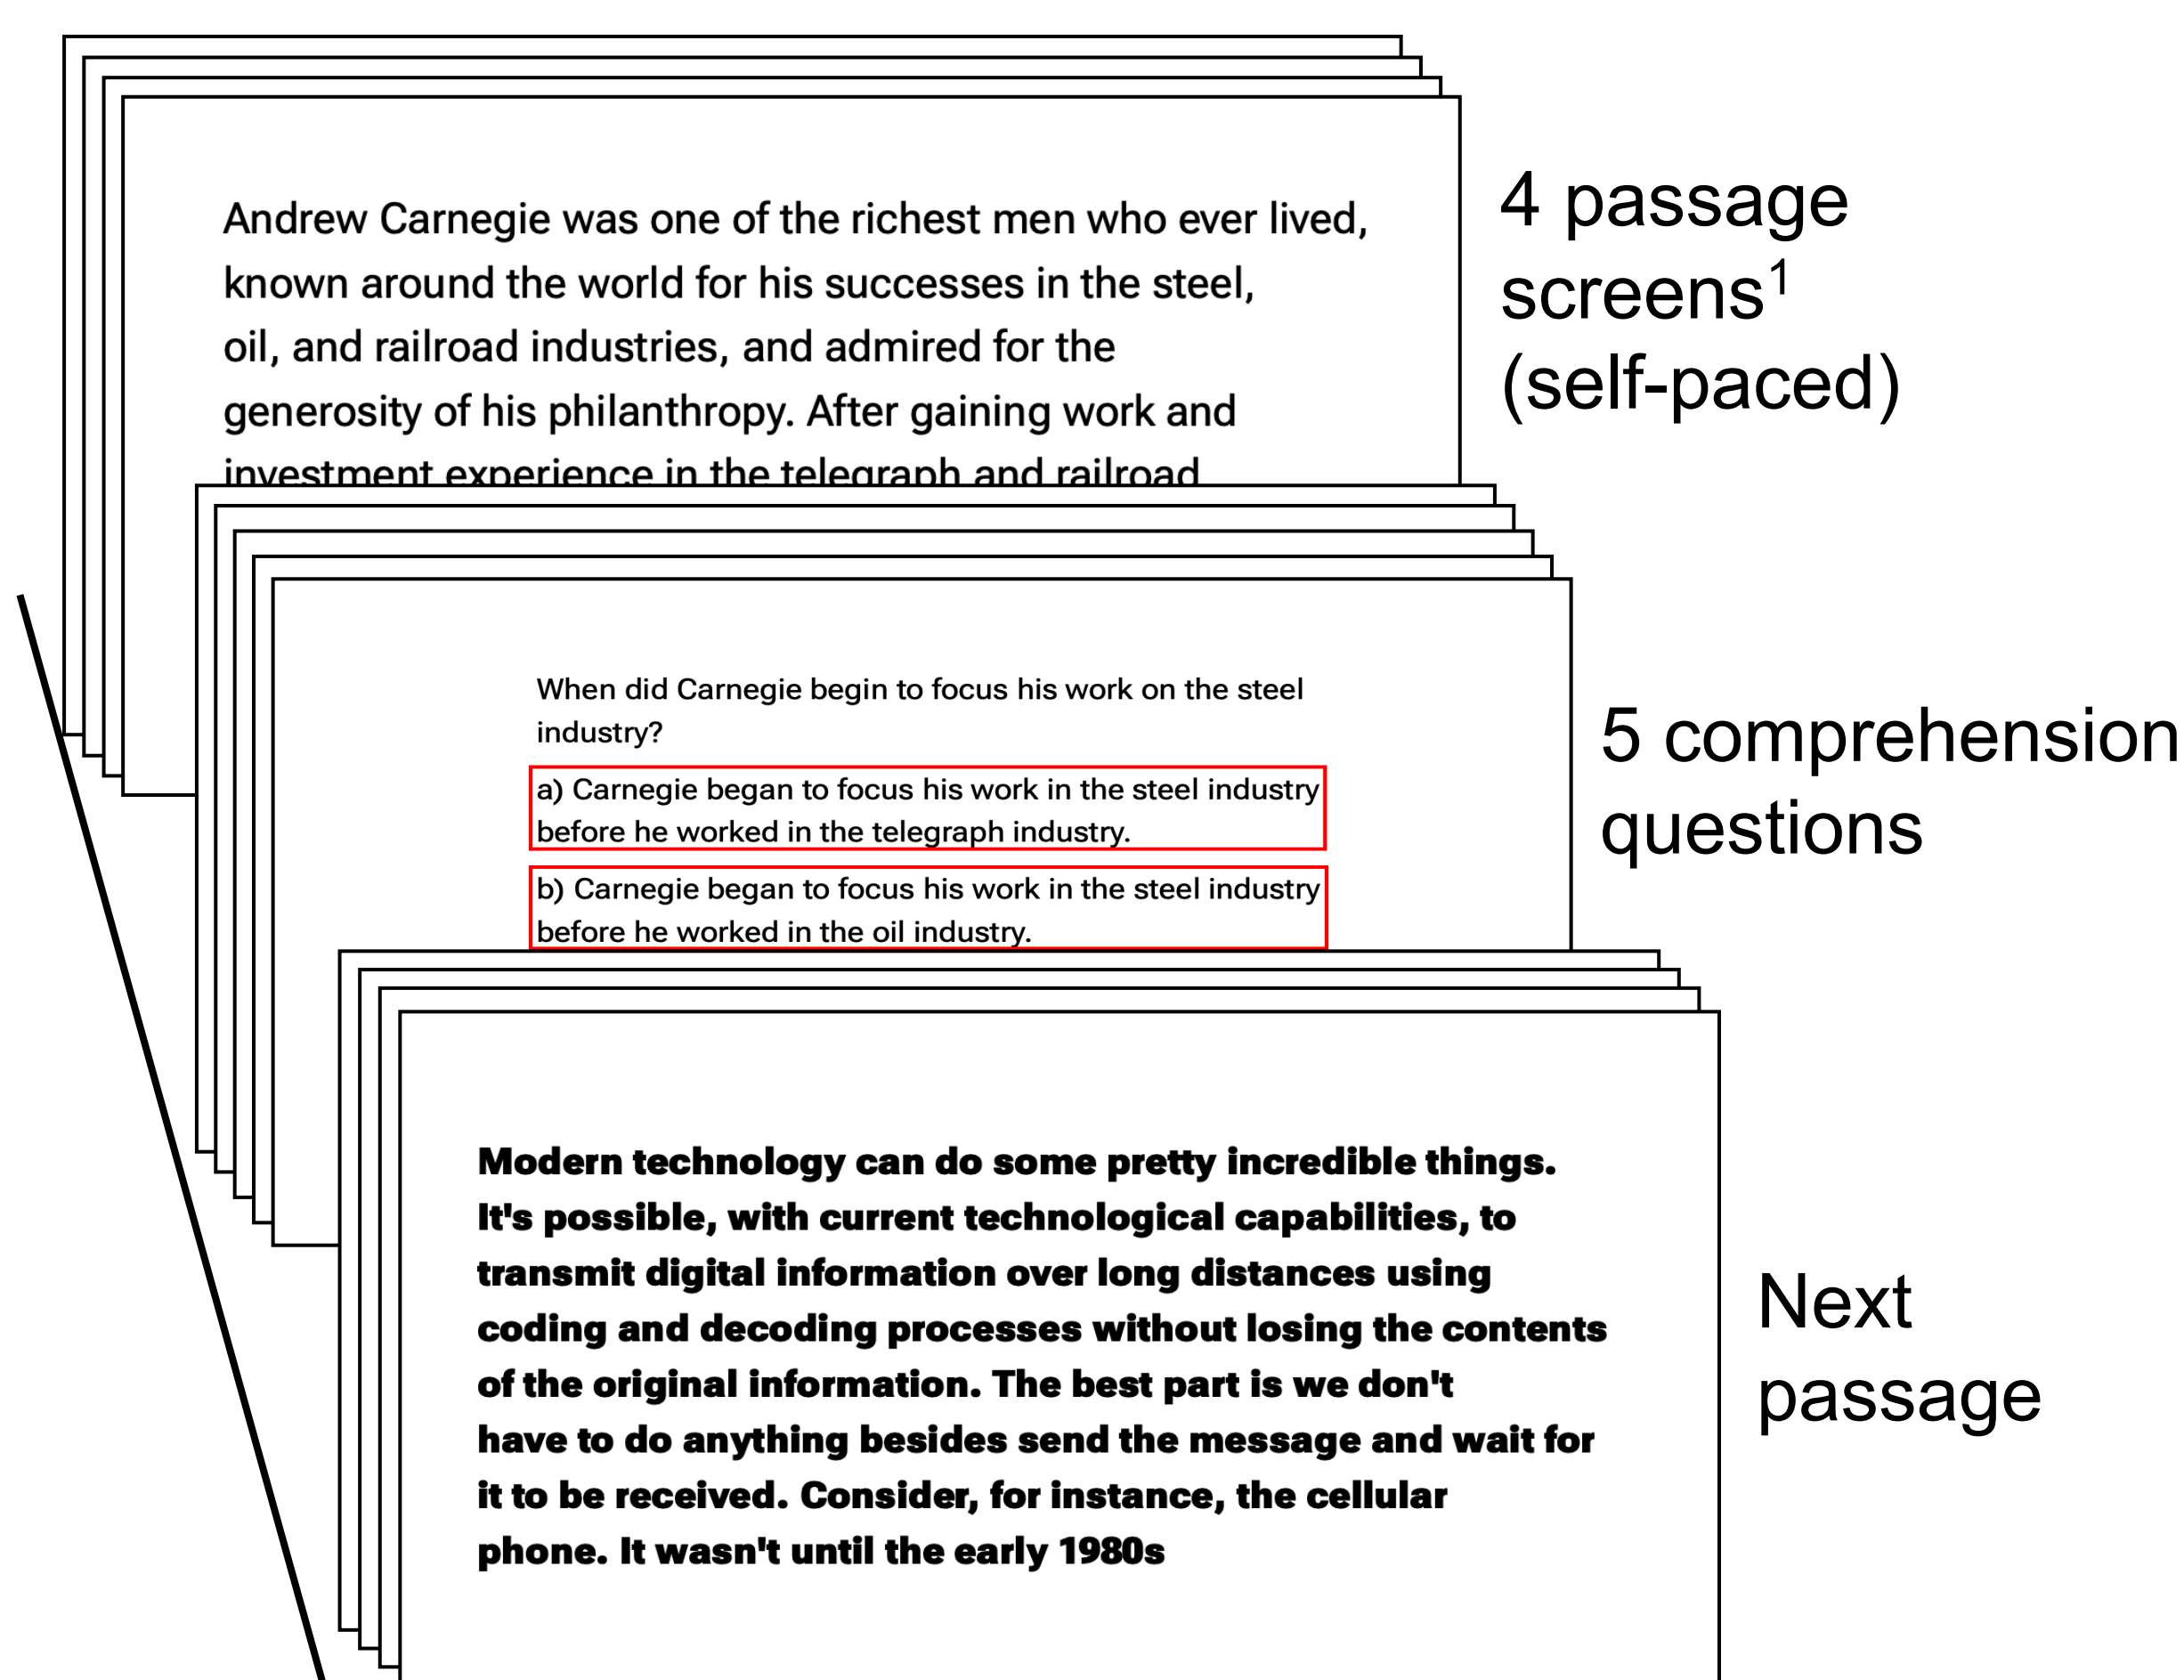 Andrew Carnegie was one of the richest men who ever lived,
known around the world for his successes in the steel,
oil, and railroad industries, and admired for the
generosity of his philanthropy. After gaining work and
investment experience in the telegraph and railroad
4 passage
screens¹
(self-paced)
When did Carnegie begin to focus his work on the steel
industry?
a) Carnegie began to focus his work in the steel industry
before he worked in the telegraph industry.
b) Carnegie began to focus his work in the steel industry
before he worked in the oil industry.
5 comprehension
questions
Modern technology can do some pretty incredible things.
It's possible, with current technological capabilities, to
transmit digital information over long distances using
coding and decoding processes without losing the contents
of the original information. The best part is we don't
have to do anything besides send the message and wait for
it to be received. Consider, for instance, the cellular
phone. It wasn't until the early 1980s
Next
passage